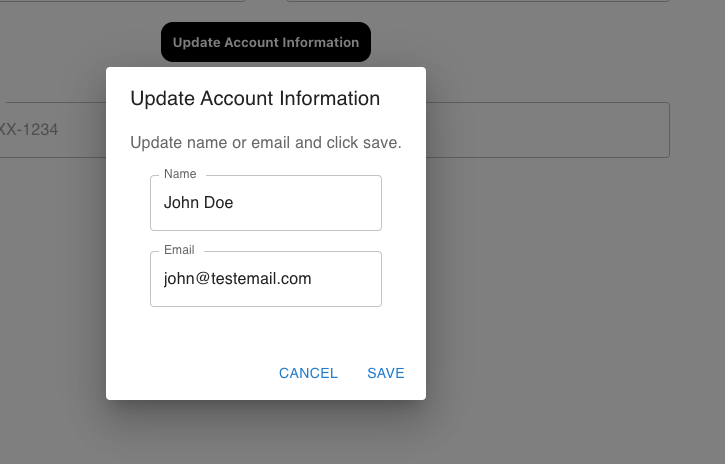 Update Account Information
Update Account Information
XX-1234
Update name or email and click save.
Name
John Doe
Email
john@testemail.com
CANCEL
SAVE